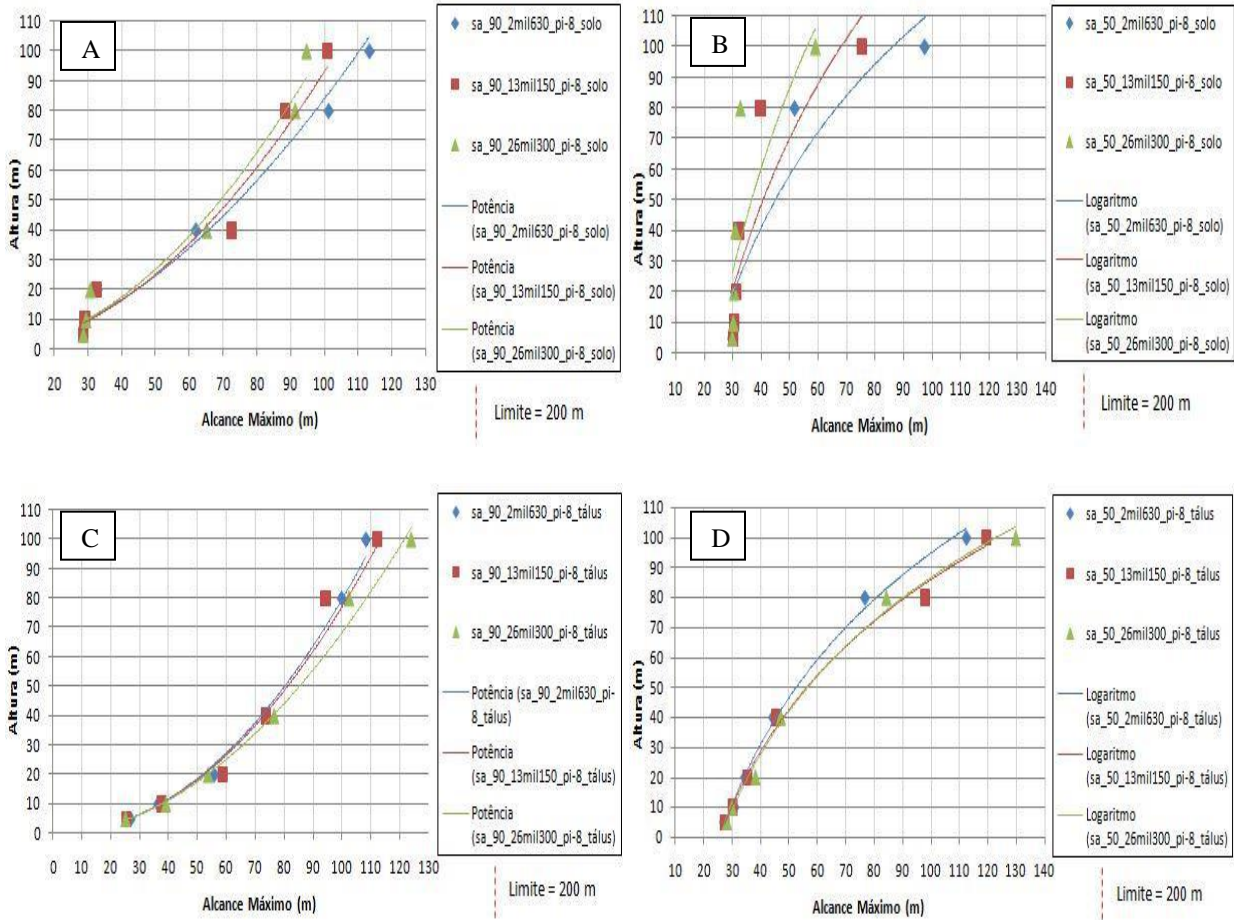 A
Altura (m)
110
100
90
80
70
60
50
40
30
20
10
0
20 30 40 50 60 70 80 90 100 110 120 130
Alcance Máximo (m)
sa_90_2mil630_pi-8_solo
sa_90_13mil150_pi-8_solo
sa_90_26mil300_pi-8_solo
Potência
(sa_90_2mil630_pi-8_solo)
Potência
(sa_90_13mil150_pi-8_solo)
Potência
(sa_90_26mil300_pi-8_solo)
Limite = 200 m
B
Altura (m)
110
100
90
80
70
60
50
40
30
20
10
0
10 20 30 40 50 60 70 80 90 100 110 120 130 140
Alcance Máximo (m)
sa_50_2mil630_pi-8_solo
sa_50_13mil150_pi-8_solo
sa_50_26mil300_pi-8_solo
Logaritmo
(sa_50_2mil630_pi-8_solo)
Logaritmo
(sa_50_13mil150_pi-8_solo)
Logaritmo
(sa_50_26mil300_pi-8_solo)
Limite = 200 m
C
Altura (m)
110
100
90
80
70
60
50
40
30
20
10
0
10 20 30 40 50 60 70 80 90 100 110 120 130
Alcance Máximo (m)
sa_90_2mil630_pi-8_tálus
sa_90_13mil150_pi-8_tálus
sa_90_26mil300_pi-8_tálus
Potência (sa_90_2mil630_pi-
8_tálus)
Potência
(sa_90_13mil150_pi-8_tálus)
Potência
(sa_90_26mil300_pi-8_tálus)
Limite = 200 m
D
Altura (m)
110
100
90
80
70
60
50
40
30
20
10
0
10 20 30 40 50 60 70 80 90 100 110 120 130 140
Alcance Máximo (m)
sa_50_2mil630_pi-8_tálus
sa_50_13mil150_pi-8_tálus
sa_50_26mil300_pi-8_tálus
Logaritmo
(sa_50_2mil630_pi-8_tálus)
Logaritmo
(sa_50_13mil150_pi-8_tálus)
Logaritmo
(sa_50_26mil300_pi-8_tálus)
Limite = 200 m